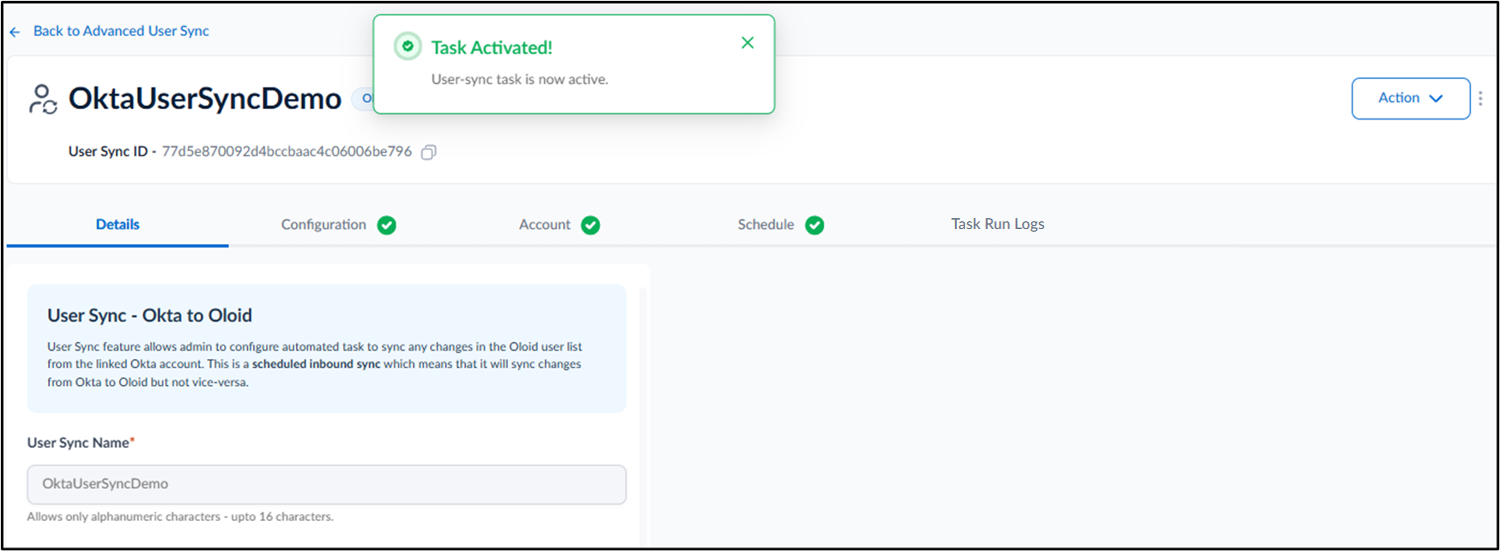 Back to Advanced User Sync
Task Activated!
User-sync task is now active.
OktaUserSyncDemo
Action
User Sync ID - 77d5e870092d4bccbaac4c06006be796
Details
Configuration
Account
Schedule
Task Run Logs
User Sync - Okta to Oloid
User Sync feature allows admin to configure automated task to sync any changes in the Oloid user list
from the linked Okta account. This is a scheduled inbound sync which means that it will sync changes
from Okta to Oloid but not vice-versa.
User Sync Name*
OktaUserSyncDemo
Allows only alphanumeric characters - upto 16 characters.